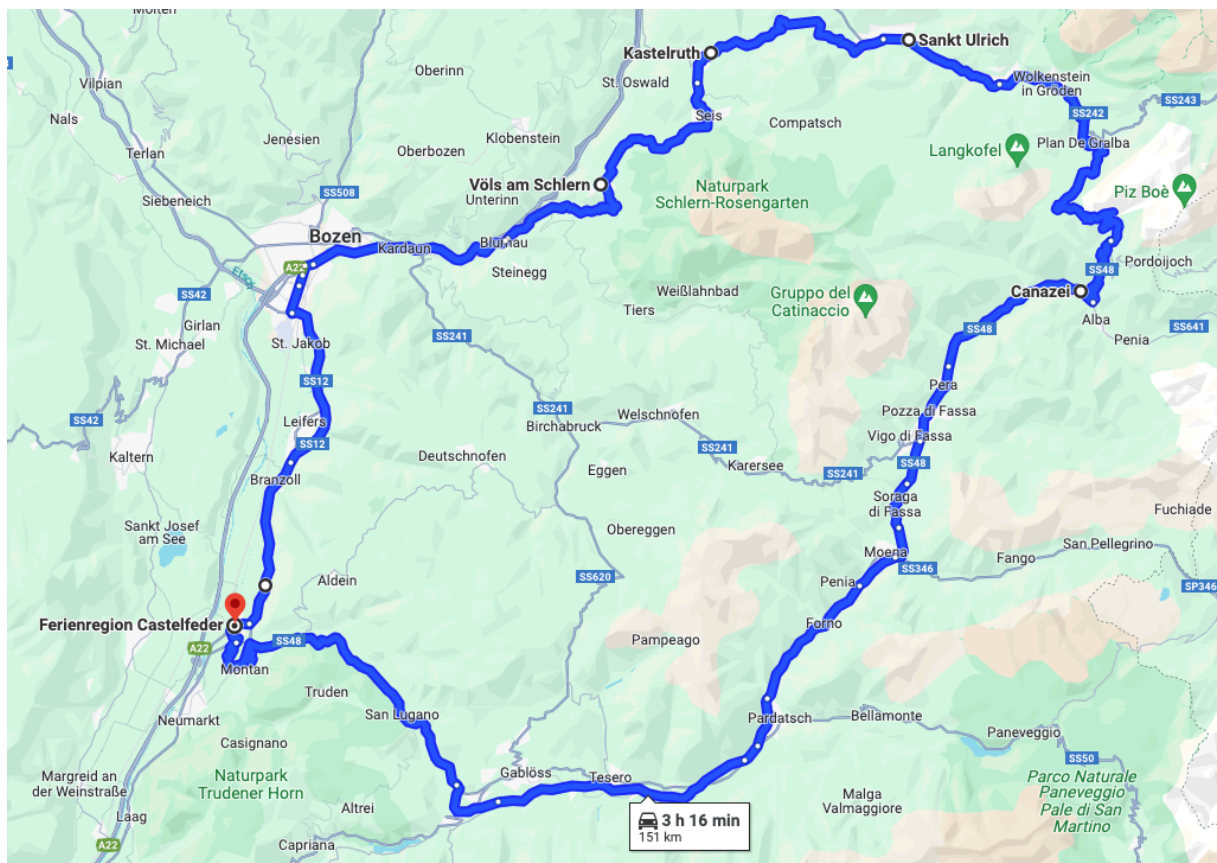 Sankt Ulrich
Kastelruth
Oberinn
St. Oswald
Wolkenstein
in Gröden
Vilpian
Nals
SS243
SS242
Seis
Compatsch
Jenesien
Klobenstein
Plan De Gralba
Terlan
Oberbozen
Langkofel
Völs am Schlern
Naturpark
Schlern-Rosengarten
Piz Boè
SS508
Unterinn
Siebeneich
Bozen
Kardaun
Blumau
Steinegg
A22
Etsch
Pordoijoch
SS48
Canazei
Weißlahnbad
Gruppo del
Catinaccio
SS42
Tiers
Alba
Girlan
SS641
St. Michael
St. Jakob
SS241
SS48
Penia
SS12
Pera
SS241
Leifers
Welschnofen
Pozza di Fassa
Birchabruck
SS42
Vigo di Fassa
SS12
SS241
Kaltern
Deutschnofen
Karersee
SS48
Eggen
SS241
Branzoll
Soraga
di Fassa
Fuchiade
Sankt Josef
am See
Obereggen
Moena
San Pellegrino
Fango
SS346
Aldein
SS620
Penia
SP346
Ferienregion Castelfeder
Forno
SS48
Pampeago
A22
Montan
Truden
San Lugano
Neumarkt
Pardatsch
Bellamonte
Paneveggio
Casignano
SS50
Gablöss
Tesero
Margreid an
der Weinstraße
Naturpark
Trudener Horn
Parco Naturale
Paneveggio
Pale di San
Martino
Malga
Valmaggiore
Altrei
Laag
3 h 16 min
151 km
Capriana